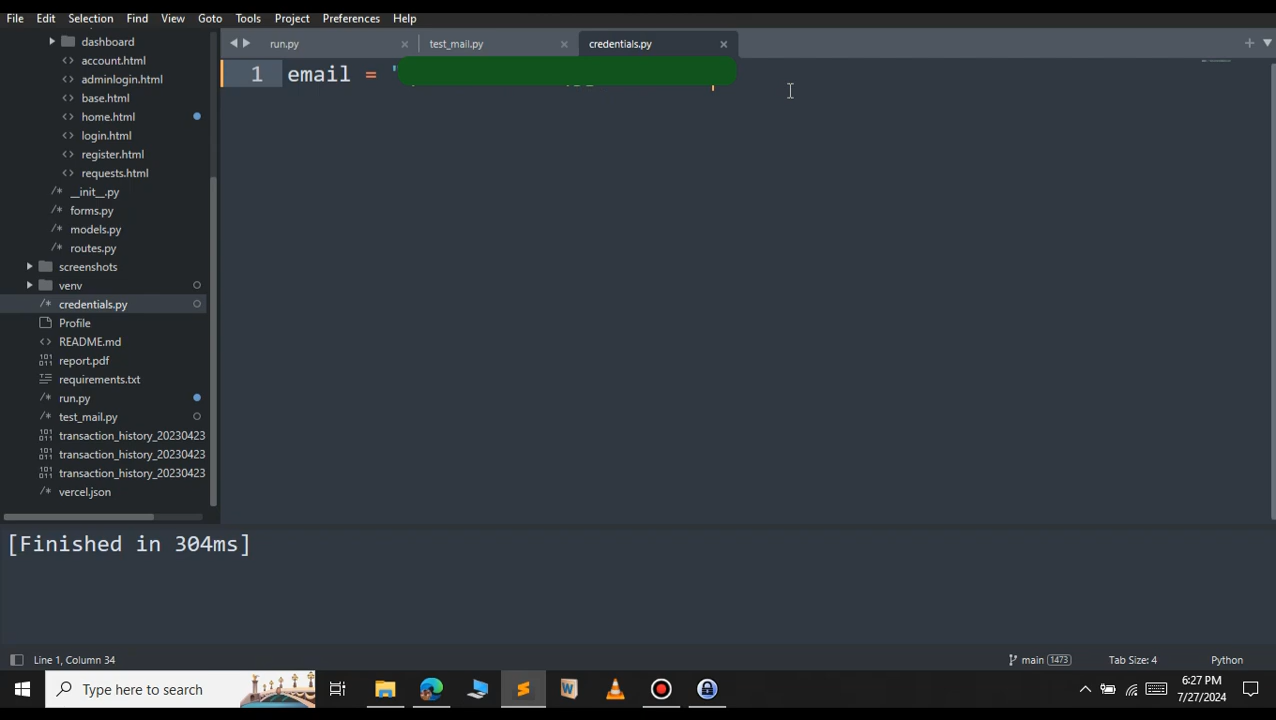 File Edit Selection Find View Goto Tools Project Preferences Help
dashboard
account.html
adminlogin.html
base.html
home.html
login.html
register.html
requests.html
__init__.py
forms.py
models.py
routes.py
screenshots
venv
credentials.py
Profile
README.md
report.pdf
requirements.txt
run.py
test_mail.py
transaction_history_20230423
transaction_history_20230423
transaction_history_20230423
vercel.json
run.py test_mail.py credentials.py
1 email = '
[Finished in 304ms]
Line 1, Column 34 main 1473 Tab Size: 4 Python
Type here to search
6:27 PM
7/27/2024